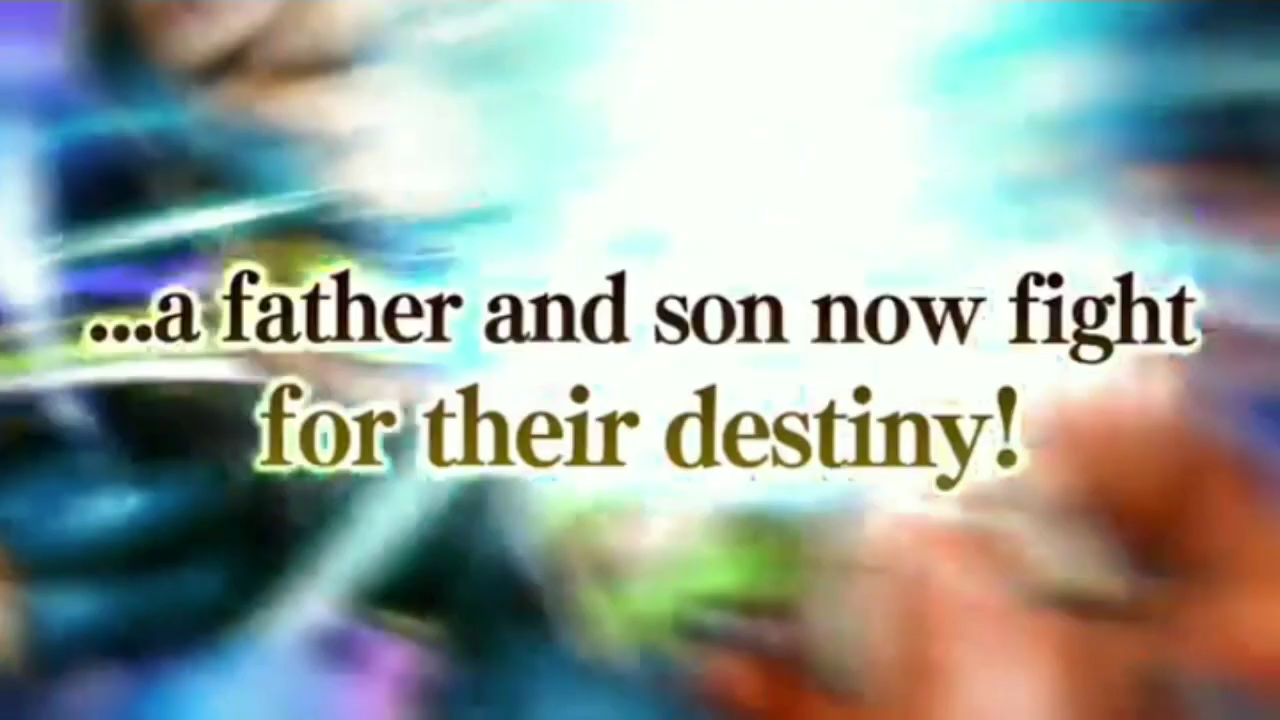 ...a father and son now fight
for their destiny!